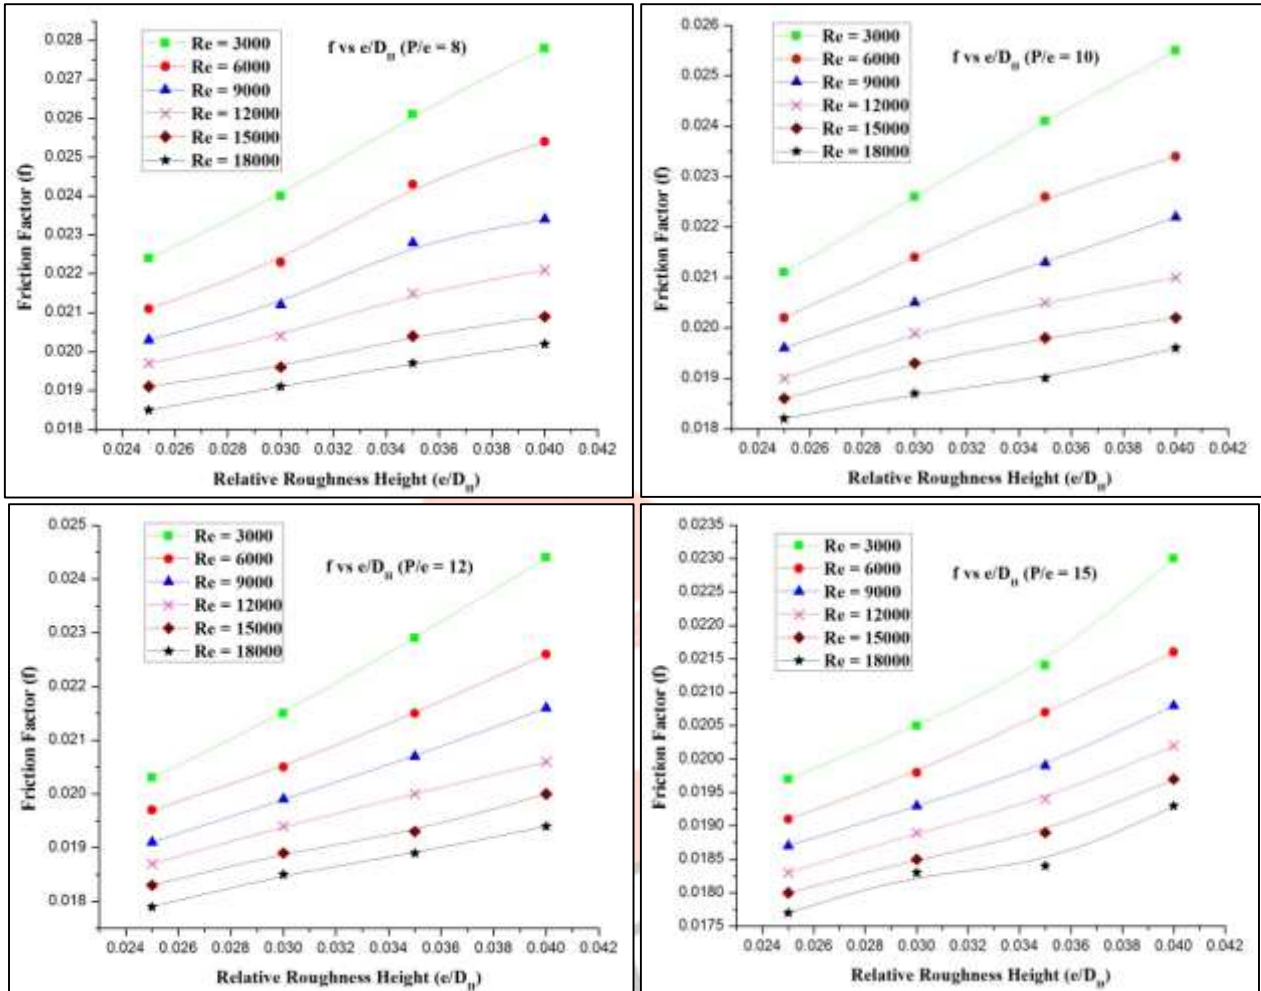 f vs e/D_H (P/e = 8)
Re = 3000
Re = 6000
Re = 9000
Re = 12000
Re = 15000
Re = 18000
Friction Factor (f)
0.028
0.027
0.026
0.025
0.024
0.023
0.022
0.021
0.020
0.019
0.018
0.024 0.026 0.028 0.030 0.032 0.034 0.036 0.038 0.040 0.042
Relative Roughness Height (e/D_H)
f vs e/D_H (P/e = 10)
Re = 3000
Re = 6000
Re = 9000
Re = 12000
Re = 15000
Re = 18000
Friction Factor (f)
0.026
0.025
0.024
0.023
0.022
0.021
0.020
0.019
0.018
0.024 0.026 0.028 0.030 0.032 0.034 0.036 0.038 0.040 0.042
Relative Roughness Height (e/D_H)
f vs e/D_H (P/e = 12)
Re = 3000
Re = 6000
Re = 9000
Re = 12000
Re = 15000
Re = 18000
Friction Factor (f)
0.025
0.024
0.023
0.022
0.021
0.020
0.019
0.018
0.024 0.026 0.028 0.030 0.032 0.034 0.036 0.038 0.040 0.042
Relative Roughness Height (e/D_H)
f vs e/D_H (P/e = 15)
Re = 3000
Re = 6000
Re = 9000
Re = 12000
Re = 15000
Re = 18000
Friction Factor (f)
0.0235
0.0230
0.0225
0.0220
0.0215
0.0210
0.0205
0.0200
0.0195
0.0190
0.0185
0.0180
0.0175
0.024 0.026 0.028 0.030 0.032 0.034 0.036 0.038 0.040 0.042
Relative Roughness Height (e/D_H)